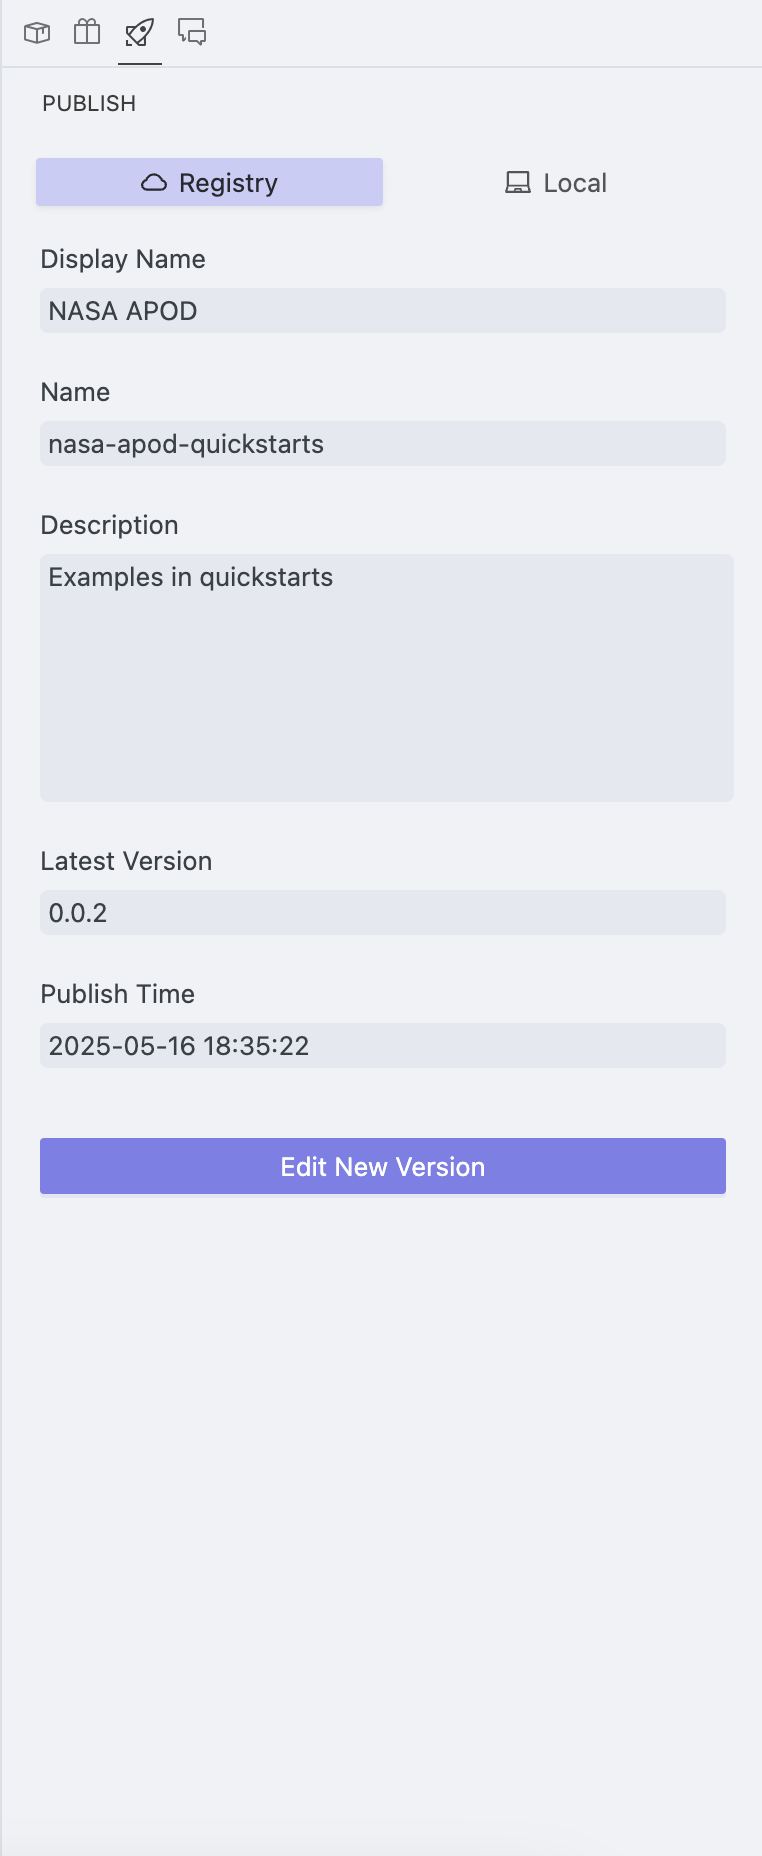 PUBLISH
Registry
Local
Display Name
NASA APOD
Name
nasa-apod-quickstarts
Description
Examples in quickstarts
Latest Version
0.0.2
Publish Time
2025-05-16 18:35:22
Edit New Version